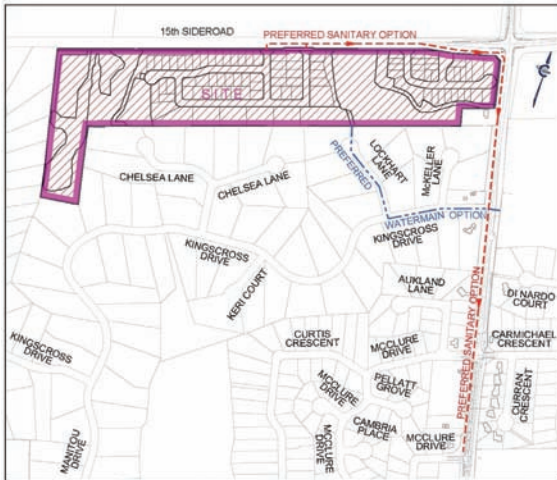 15th SIDEROAD
PREFERRED SANITARY OPTION
SITE
LOCKHART
LANE
McKELLER
LANE
PREFERRED
WATERMAIN OPTION
CHELSEA LANE
CHELSEA LANE
KINGSCROSS
DRIVE
KINGSCROSS
DRIVE
KERI COURT
AUKLAND
LANE
DI NARDO
COURT
PREFERRED SANITARY OPTION
CARMICHAEL
CRESCENT
CURTIS
CRESCENT
MCCLURE
DRIVE
KINGSCROSS
DRIVE
PELLATT
GROVE
MCCLURE
DRIVE
CURRAN
CRESCENT
CAMBRIA
PLACE
MANITOU
DRIVE
MCCLURE
DRIVE
MCCLURE
DRIVE